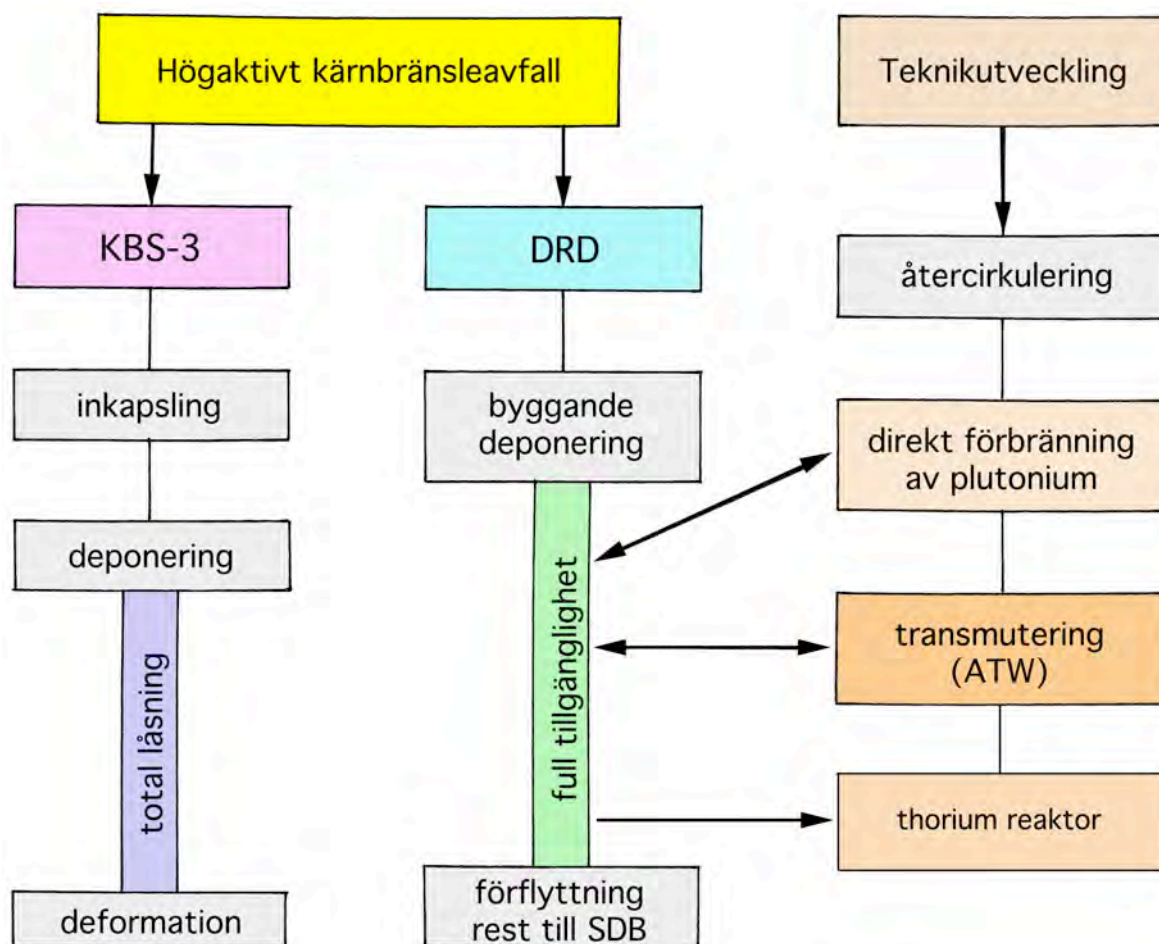 Högaktivt kärnbränsleavfall
Teknikutveckling
KBS-3
DRD
återcirkulering
inkapsling
byggande
deponering
direkt förbränning
av plutonium
deponering
total låsning
full tillgänglighet
transmutering
(ATW)
thorium reaktor
deformation
förflyttning
rest till SDB